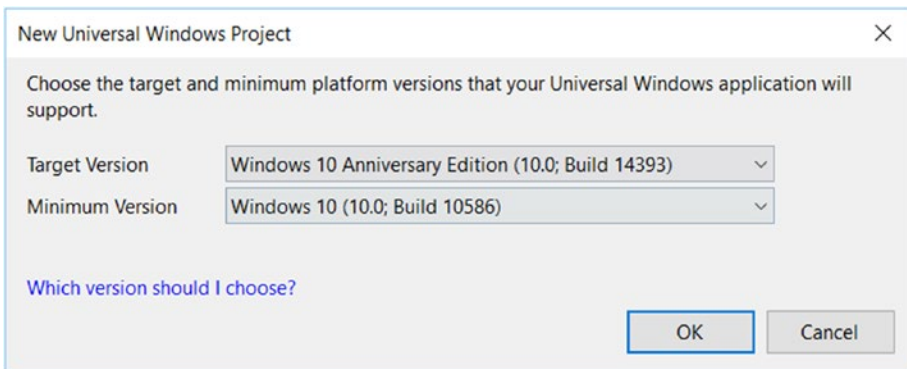 New Universal Windows Project
Choose the target and minimum platform versions that your Universal Windows application will
support.
Target Version Windows 10 Anniversary Edition (10.0; Build 14393)
Minimum Version Windows 10 (10.0; Build 10586)
Which version should I choose?
OK Cancel